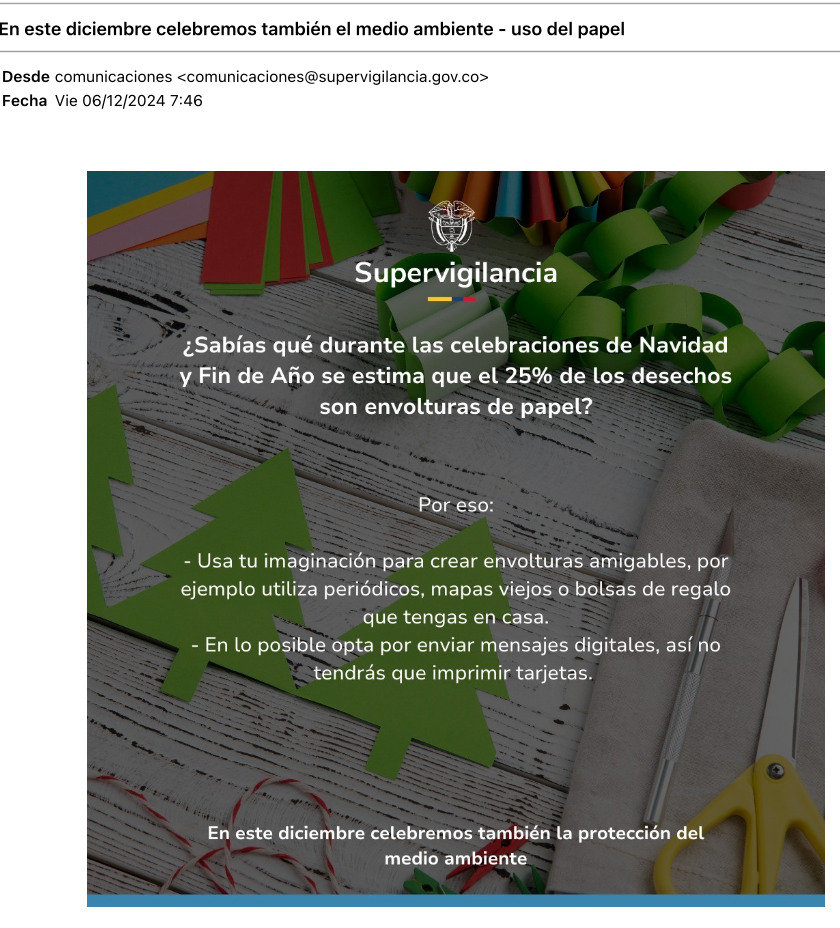 En este diciembre celebremos también el medio ambiente - uso del papel
Desde comunicaciones <comunicaciones@supervigilancia.gov.co>
Fecha Vie 06/12/2024 7:46
Supervigilancia
¿Sabías qué durante las celebraciones de Navidad
y Fin de Año se estima que el 25% de los desechos
son envolturas de papel?
Por eso:
- Usa tu imaginación para crear envolturas amigables, por
ejemplo utiliza periódicos, mapas viejos o bolsas de regalo
que tengas en casa.
- En lo posible opta por enviar mensajes digitales, así no
tendrás que imprimir tarjetas.
En este diciembre celebremos también la protección del
medio ambiente